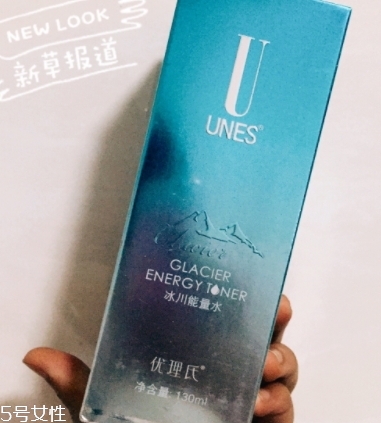 NEW LOOK
新草报道
U
UNES®
Glacier
GLACIER
ENERGY TONER
冰川能量水
优理氏®
净含量：130ml
5号女性